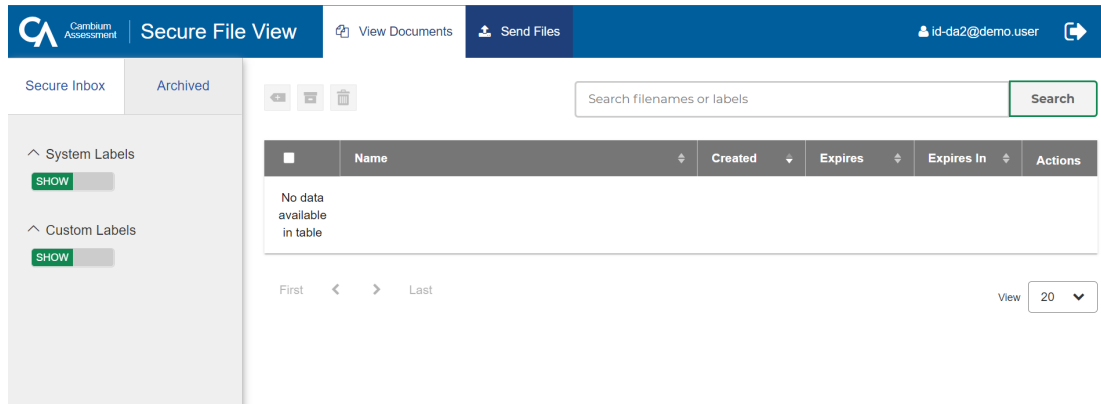 Cambium
Assessment
Secure File View
View Documents
Send Files
id-da2@demo.user
Secure Inbox
Archived
Search filenames or labels
Search
System Labels
SHOW
Custom Labels
SHOW
Name
Created
Expires
Expires In
Actions
No data
available
in table
First
Last
View
20